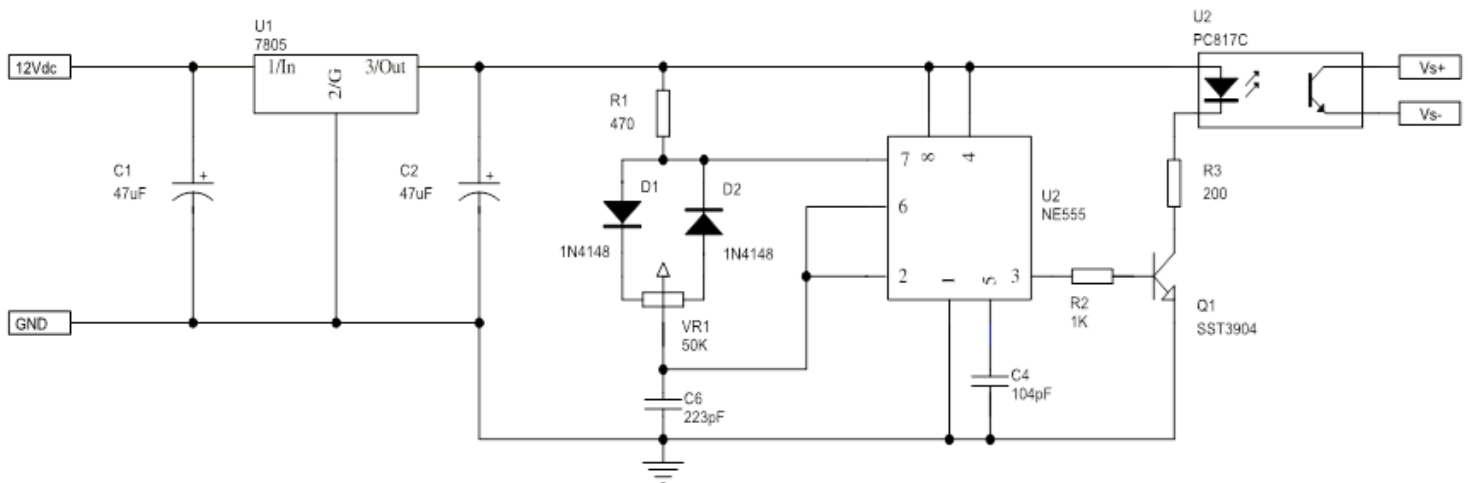 U1
7805
12Vdc
1/In
2/G
3/Out
U2
PC817C
Vs+
Vs-
R1
470
C1
47uF
C2
47uF
D1
1N4148
D2
1N4148
7
8
4
6
2
1
5
3
U2
NE555
R3
200
R2
1K
Q1
SST3904
GND
VR1
50K
C4
104pF
C6
223pF